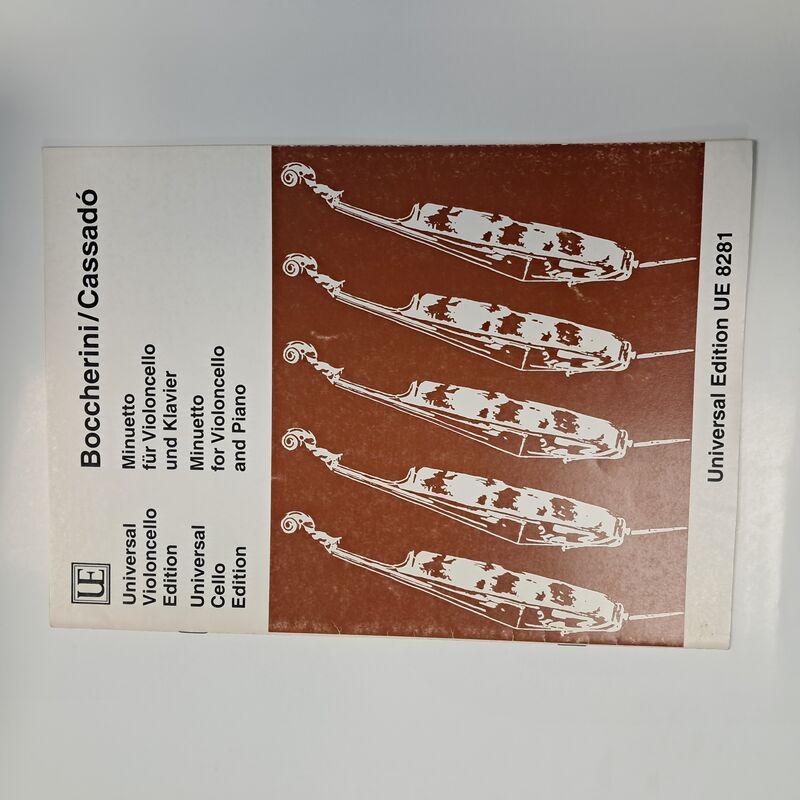 Boccherini/Cassadó
UE
Universal
Violoncello
Edition
Universal
Cello
Edition
Minuetto
für Violoncello
und Klavier
Minuetto
for Violoncello
and Piano
Universal Edition UE 8281